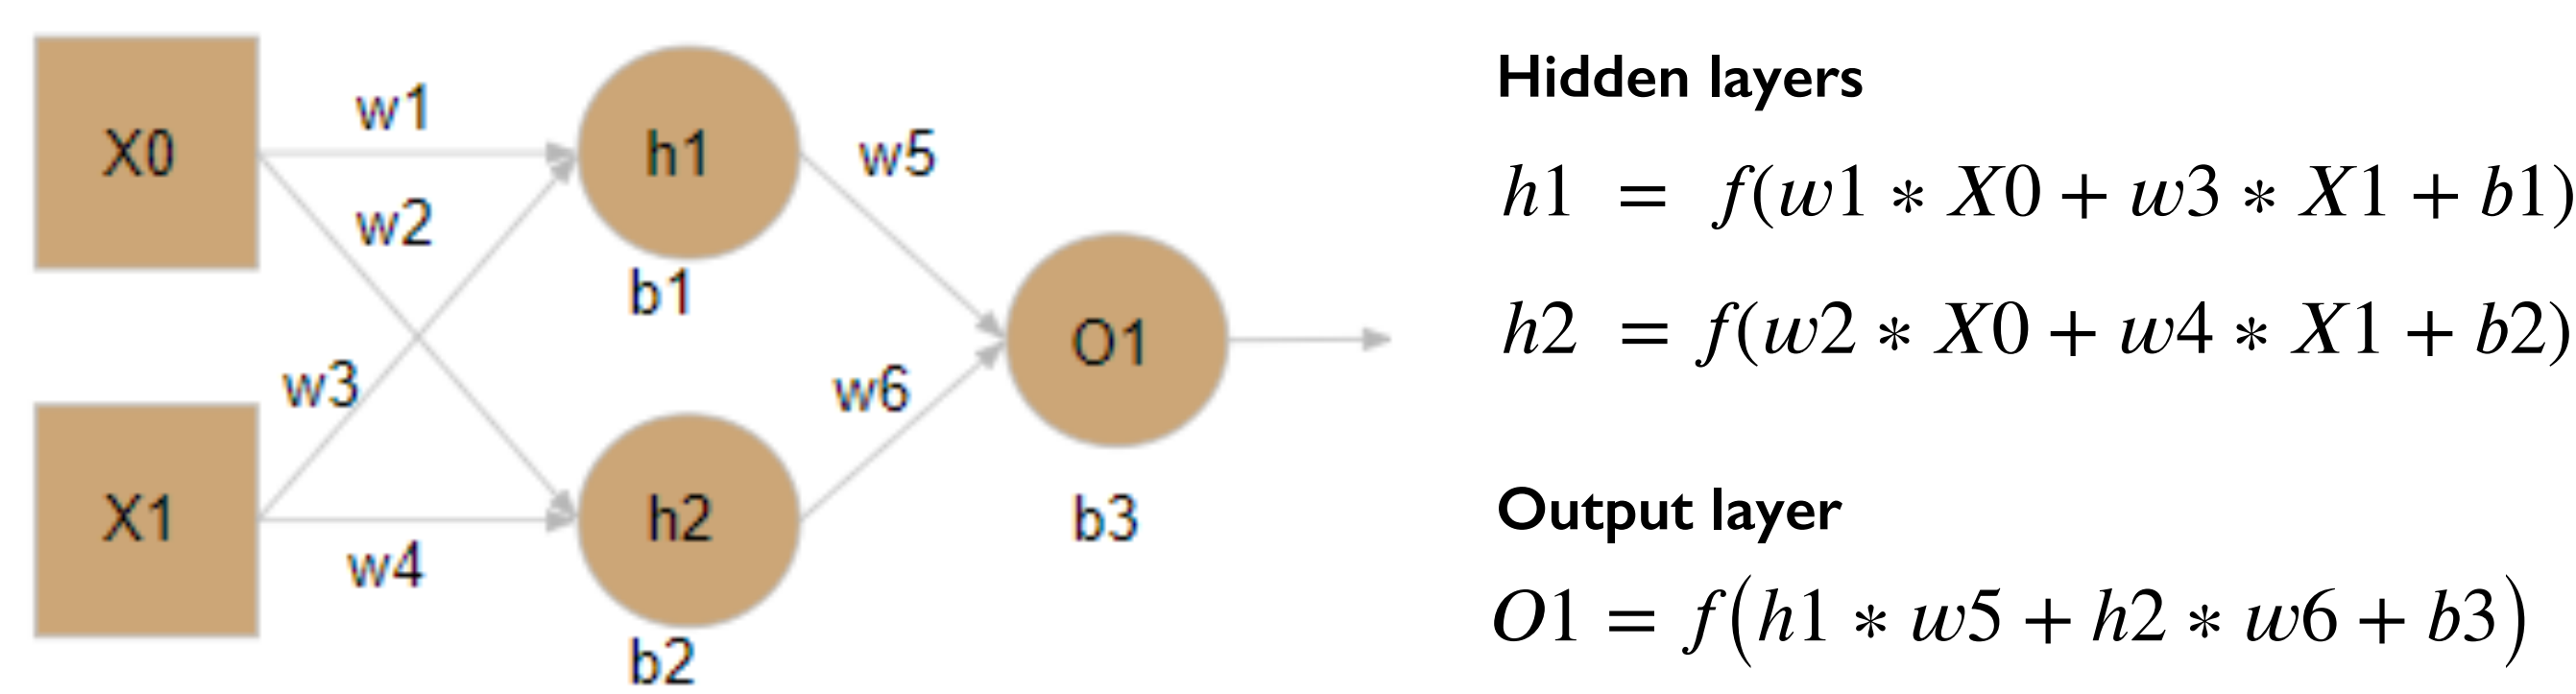 X0
w1
h1
w5
w2
b1
O1
w3
w6
X1
h2
b3
w4
b2
Hidden layers
h1 = f(w1 * X0 + w3 * X1 + b1)
h2 = f(w2 * X0 + w4 * X1 + b2)
Output layer
O1 = f(h1 * w5 + h2 * w6 + b3)